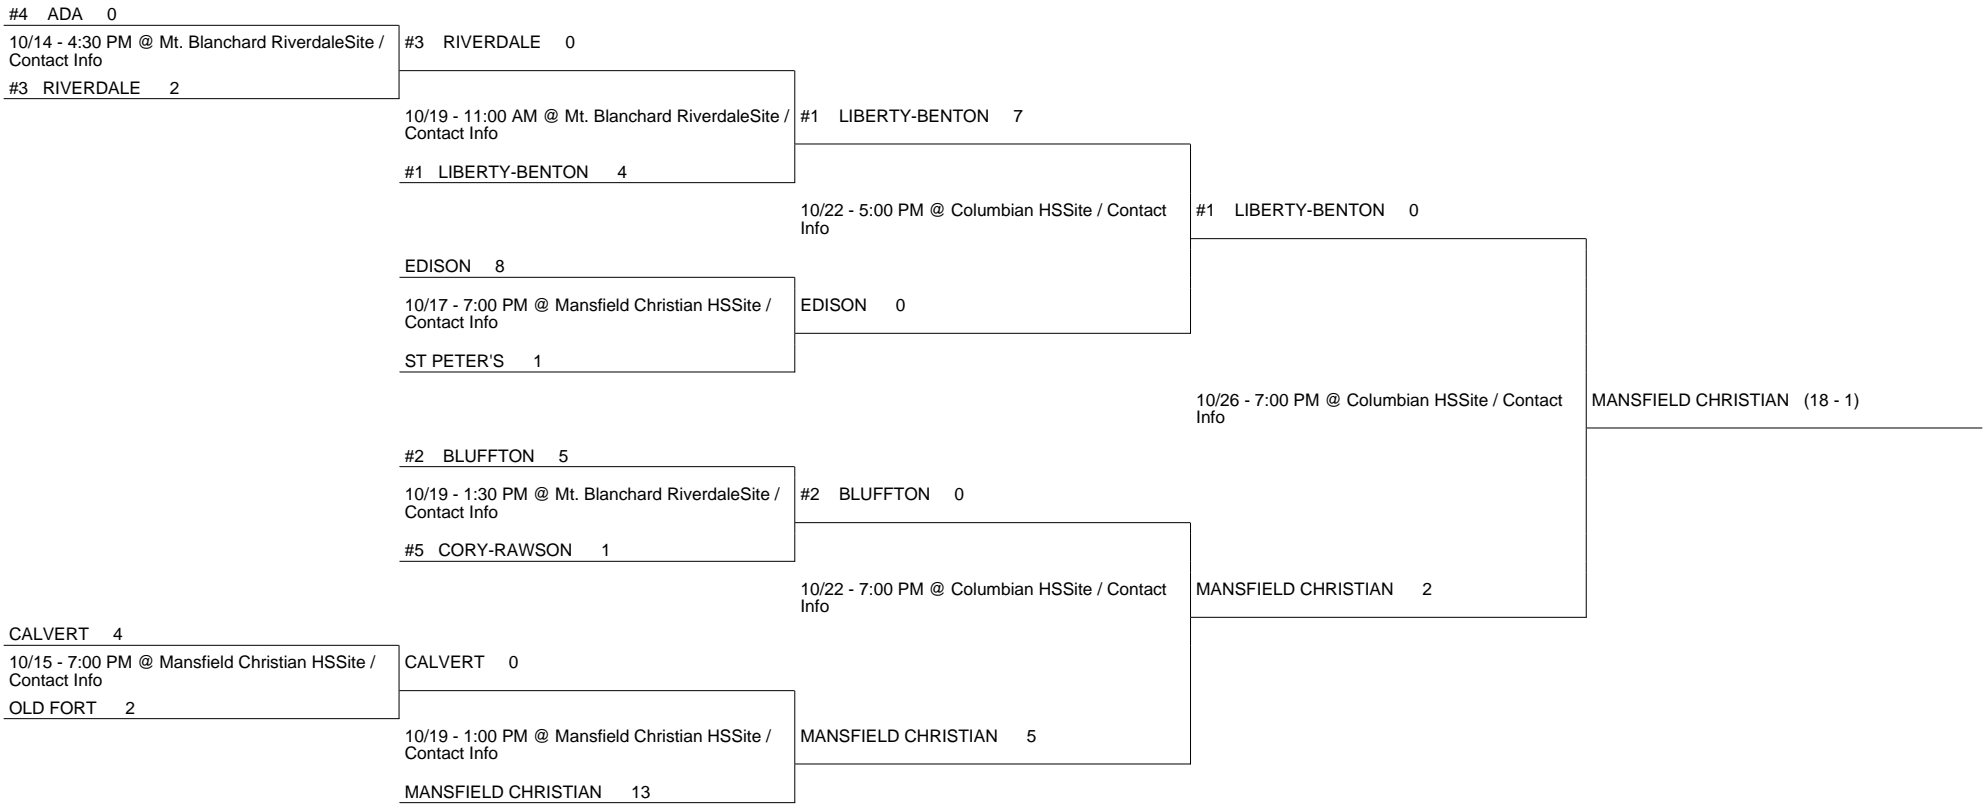 #4 ADA 0
10/14 - 4:30 PM @ Mt. Blanchard RiverdaleSite /
Contact Info
#3 RIVERDALE 2
#3 RIVERDALE 0
10/19 - 11:00 AM @ Mt. Blanchard RiverdaleSite /
Contact Info
#1 LIBERTY-BENTON 4
#1 LIBERTY-BENTON 7
10/22 - 5:00 PM @ Columbian HSSite / Contact
Info
#1 LIBERTY-BENTON 0
EDISON 8
10/17 - 7:00 PM @ Mansfield Christian HSSite /
Contact Info
ST PETER'S 1
EDISON 0
10/26 - 7:00 PM @ Columbian HSSite / Contact
Info
MANSFIELD CHRISTIAN (18 - 1)
#2 BLUFFTON 5
10/19 - 1:30 PM @ Mt. Blanchard RiverdaleSite /
Contact Info
#5 CORY-RAWSON 1
#2 BLUFFTON 0
10/22 - 7:00 PM @ Columbian HSSite / Contact
Info
MANSFIELD CHRISTIAN 2
CALVERT 4
10/15 - 7:00 PM @ Mansfield Christian HSSite /
Contact Info
OLD FORT 2
CALVERT 0
10/19 - 1:00 PM @ Mansfield Christian HSSite /
Contact Info
MANSFIELD CHRISTIAN 13
MANSFIELD CHRISTIAN 5